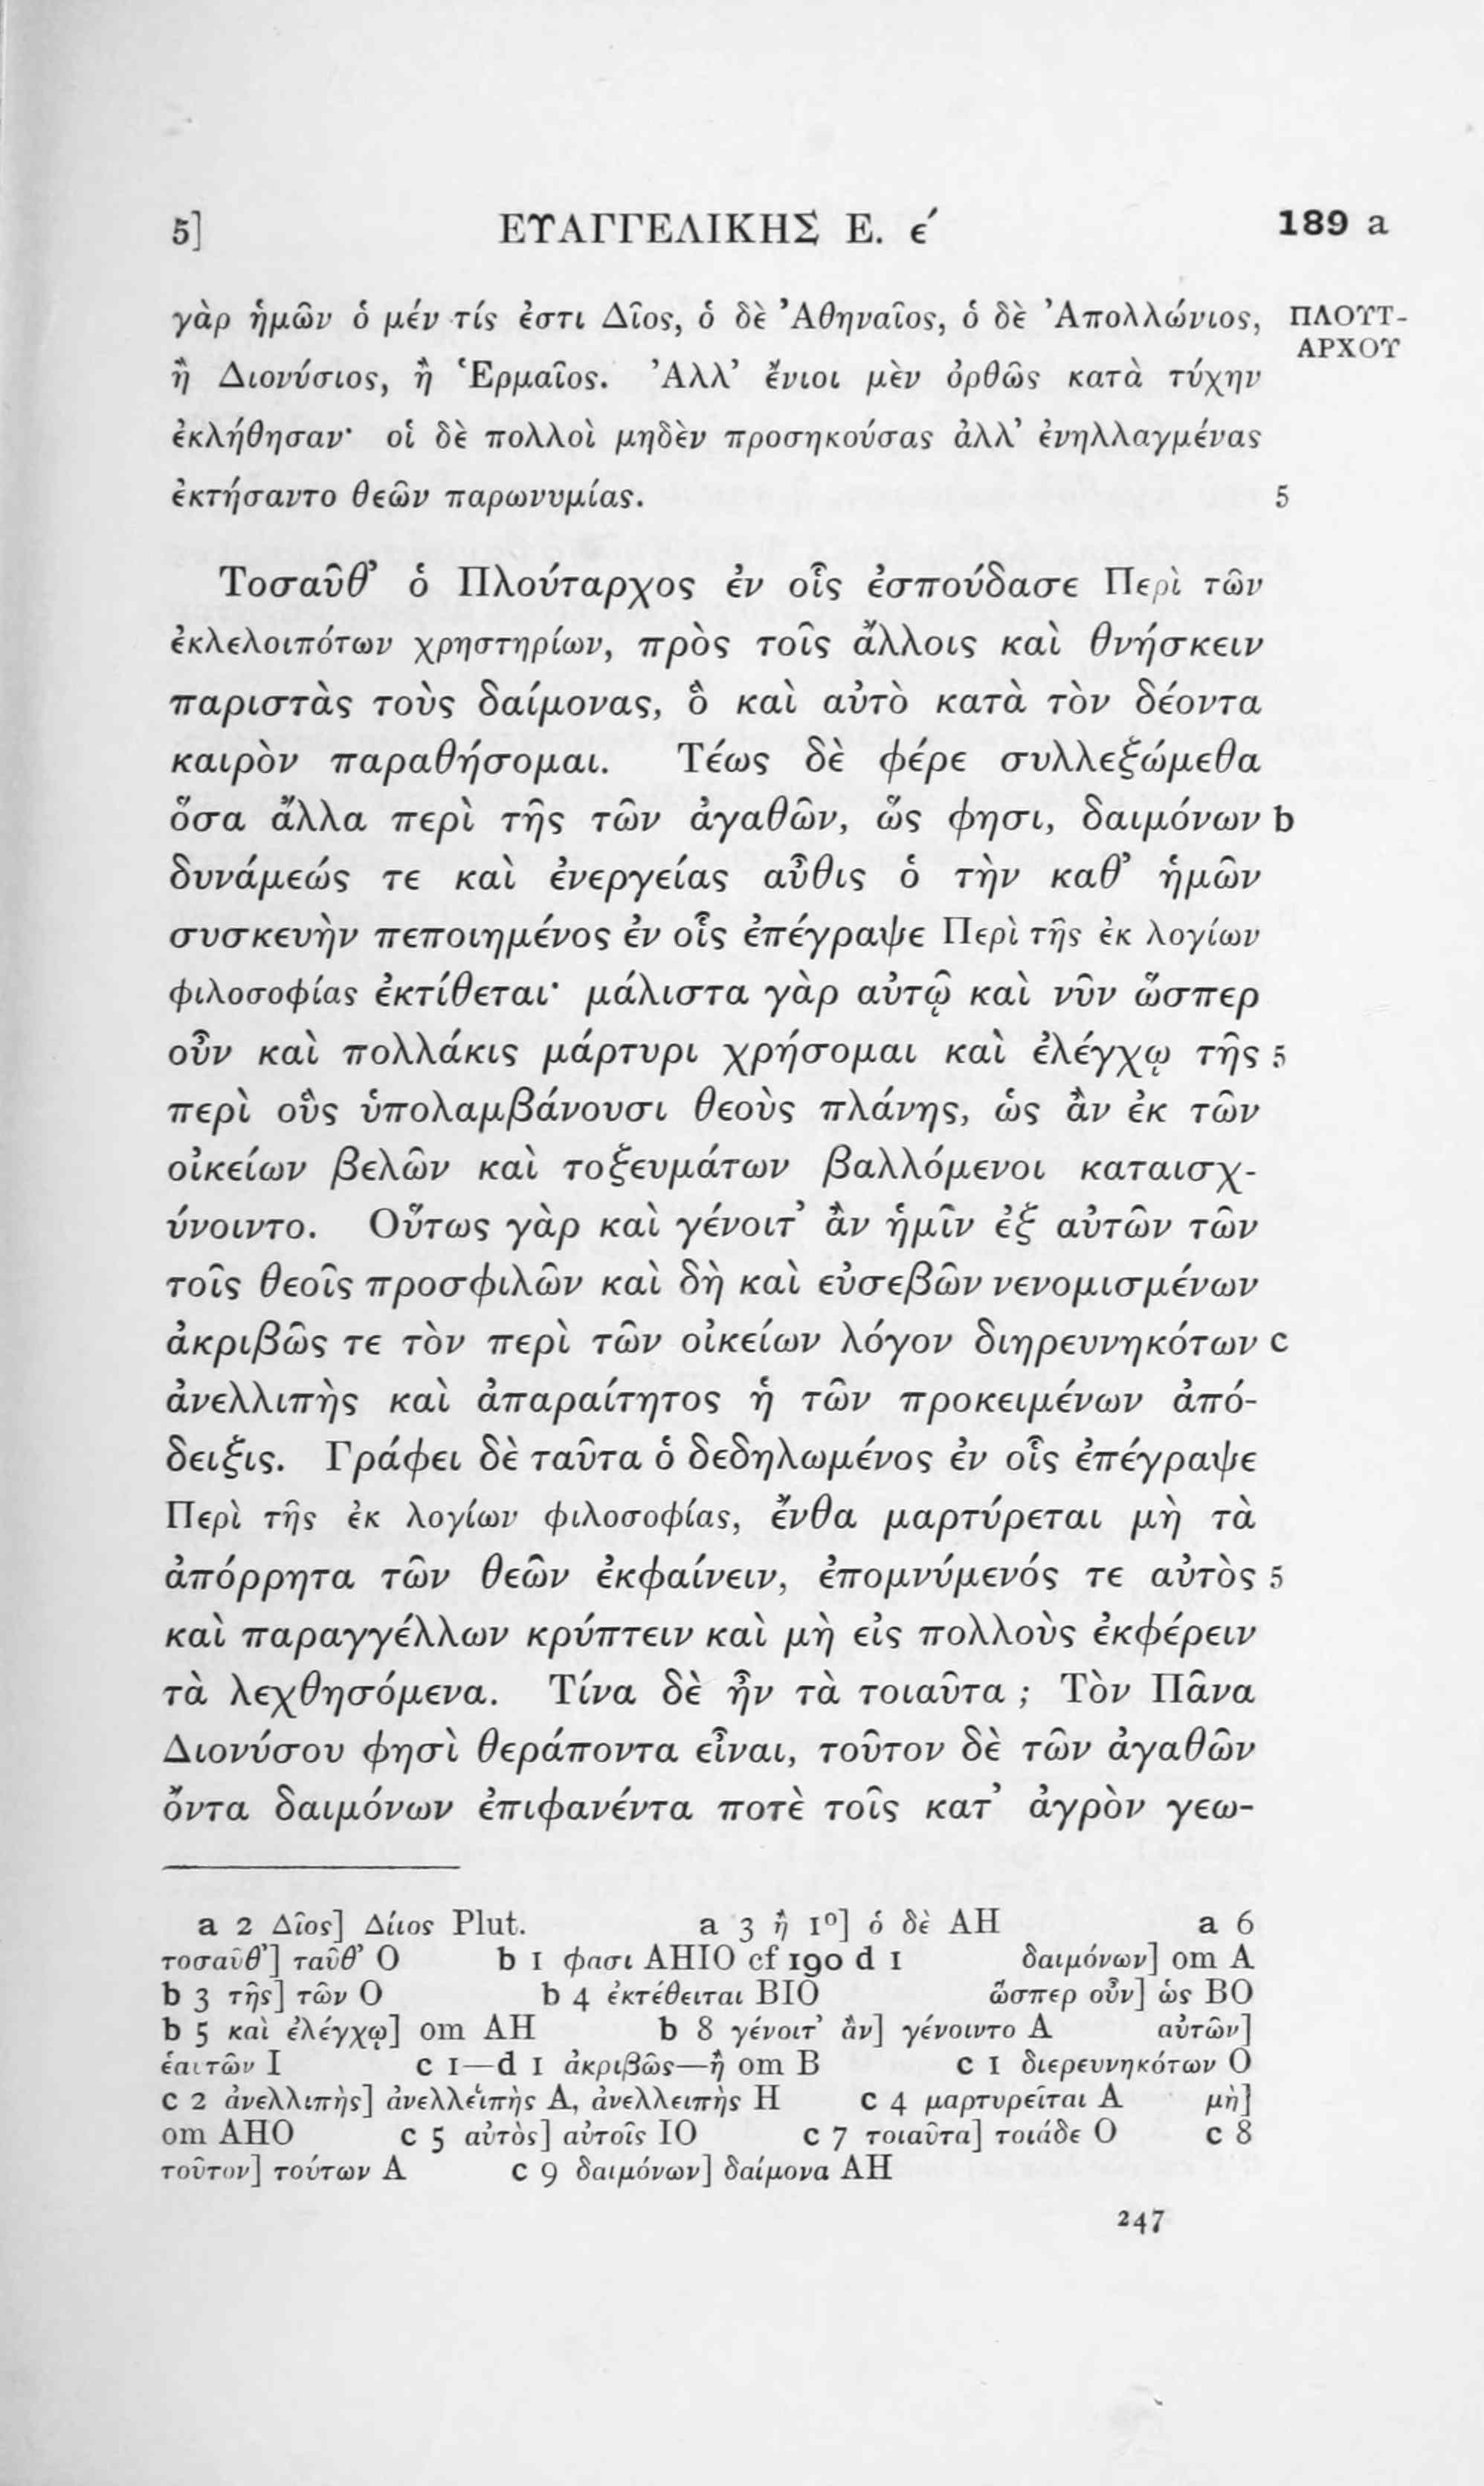 5] ΕΥΑΓΓΕΛΙΚΗΣ Ε. ε´ 189 a
γὰρ ἡμῶν ὁ μέν τίς ἐστι Δῖος, ὁ δὲ Ἀθηναῖος, ὁ δὲ Ἀπολλώνιος, ΠΛΟΥΤ-
ΑΡΧΟΥ
ἢ Διονύσιος, ἢ Ἑρμαῖος. Ἀλλ’ ἔνιοι μὲν ὀρθῶς κατὰ τύχην
ἐκλήθησαν· οἱ δὲ πολλοὶ μηδὲν προσηκούσας ἀλλ’ ἐνηλλαγμένας
ἐκτήσαντο θεῶν παρωνυμίας. 5
Τοσαῦθ’ ὁ Πλούταρχος ἐν οἷς ἐσπούδασε Περὶ τῶν
ἐκλελοιπότων χρηστηρίων, πρὸς τοῖς ἄλλοις καὶ θνήσκειν
παριστὰς τοὺς δαίμονας, ὃ καὶ αὐτὸ κατὰ τὸν δέοντα
καιρὸν παραθήσομαι. Τέως δὲ φέρε συλλεξώμεθα
ὅσα ἄλλα περὶ τῆς τῶν ἀγαθῶν, ὥς φησι, δαιμόνων b
δυνάμεώς τε καὶ ἐνεργείας αὖθις ὁ τὴν καθ’ ἡμῶν
συσκευὴν πεποιημένος ἐν οἷς ἐπέγραψε Περὶ τῆς ἐκ λογίων
φιλοσοφίας ἐκτίθεται· μάλιστα γὰρ αὐτῷ καὶ νῦν ὥσπερ
οὖν καὶ πολλάκις μάρτυρι χρήσομαι καὶ ἐλέγχῳ τῆς 5
περὶ οὓς ὑπολαμβάνουσι θεοὺς πλάνης, ὡς ἂν ἐκ τῶν
οἰκείων βελῶν καὶ τοξευμάτων βαλλόμενοι καταισχ-
ύνοιντο. Οὕτως γὰρ καὶ γένοιτ’ ἂν ἡμῖν ἐξ αὐτῶν τῶν
τοῖς θεοῖς προσφιλῶν καὶ δὴ καὶ εὐσεβῶν νενομισμένων
ἀκριβῶς τε τὸν περὶ τῶν οἰκείων λόγον διηρευνηκότων c
ἀνελλιπὴς καὶ ἀπαραίτητος ἡ τῶν προκειμένων ἀπό-
δειξις. Γράφει δὲ ταῦτα ὁ δεδηλωμένος ἐν οἷς ἐπέγραψε
Περὶ τῆς ἐκ λογίων φιλοσοφίας, ἔνθα μαρτύρεται μὴ τὰ
ἀπόρρητα τῶν θεῶν ἐκφαίνειν, ἐπομνύμενός τε αὐτὸς 5
καὶ παραγγέλλων κρύπτειν καὶ μὴ εἰς πολλοὺς ἐκφέρειν
τὰ λεχθησόμενα. Τίνα δὲ ἦν τὰ τοιαῦτα ; Τὸν Πᾶνα
Διονύσου φησὶ θεράποντα εἶναι, τοῦτον δὲ τῶν ἀγαθῶν
ὄντα δαιμόνων ἐπιφανέντα ποτὲ τοῖς κατ’ ἀγρὸν γεω-
a 2 Δῖος] Δίιος Plut. a 3 ἢ 1º] ὁ δὲ AH a 6
τοσαῦθ’] ταῦθ’ O b 1 φασι AHIO cf 190 d 1 δαιμόνων] om A
b 3 τῆς] τῶν O b 4 ἐκτέθειται BIO ὥσπερ οὖν] ὡς BO
b 5 καὶ ἐλέγχῳ] om AH b 8 γένοιτ’ ἂν] γένοιντο A αὐτῶν]
ἑαυτῶν I c 1—d 1 ἀκριβῶς—ἢ om B c 1 διερευνηκότων O
c 2 ἀνελλιπὴς] ἀνελλείπὴς A, ἀνελλειπὴς H c 4 μαρτυρεῖται A μὴ]
om AHO c 5 αὐτὸς] αὐτοῖς IO c 7 τοιαῦτα] τοιάδε O c 8
τοῦτον] τούτων A c 9 δαιμόνων] δαίμονα AH
247